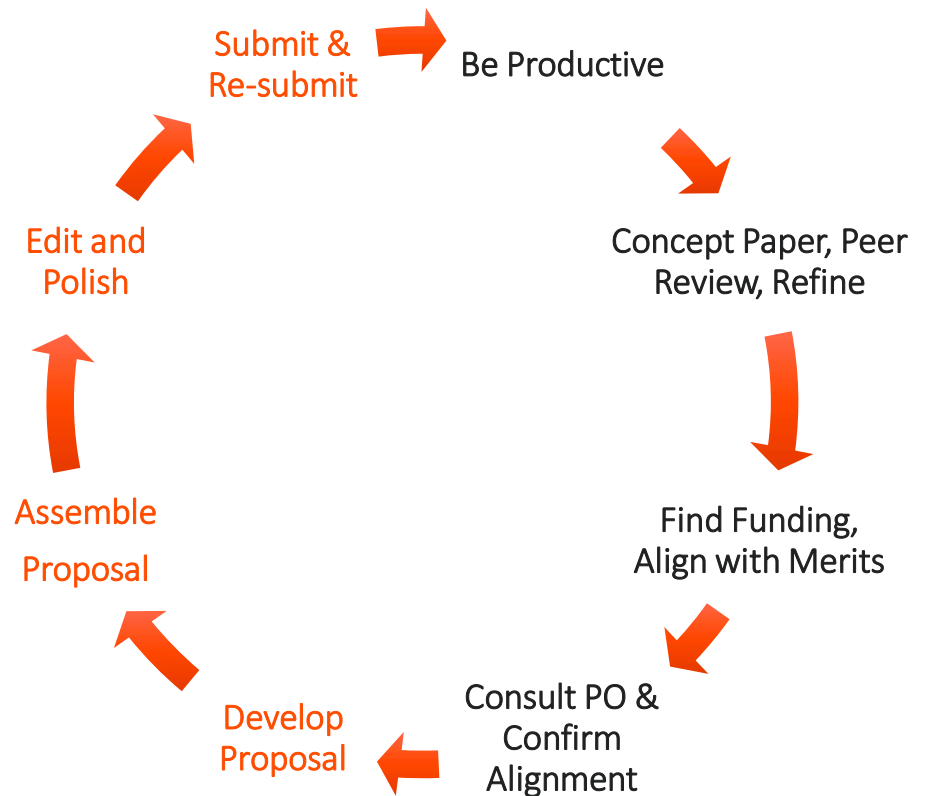 Submit &
Re-submit
Be Productive
Concept Paper, Peer
Review, Refine
Find Funding,
Align with Merits
Consult PO &
Confirm
Alignment
Develop
Proposal
Assemble
Proposal
Edit and
Polish